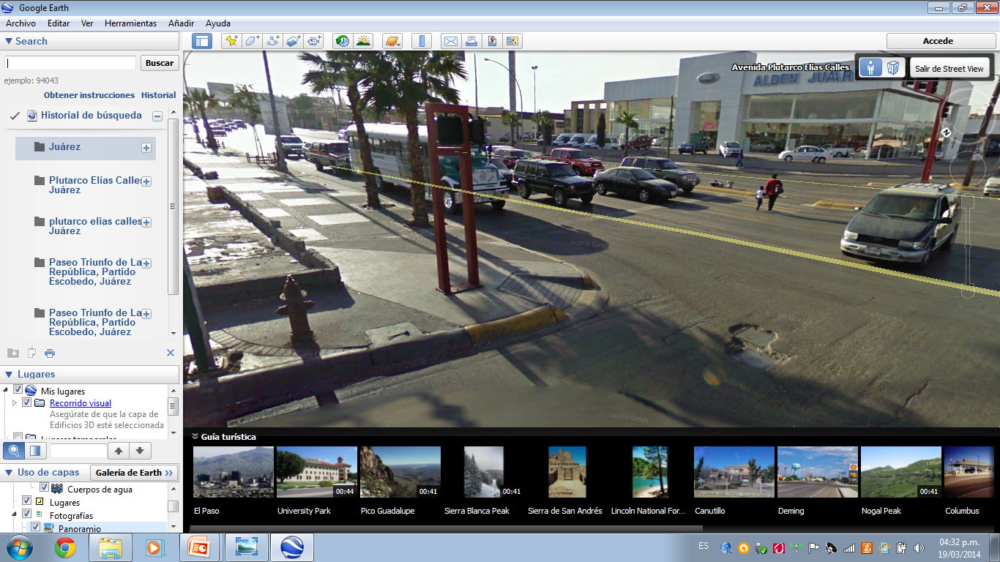 Google Earth
Archivo Editar Ver Herramientas Añadir Ayuda
Search
Buscar
ejemplo: 94043
Obtener instrucciones Historial
Historial de búsqueda
Juárez
Plutarco Elías Calles
Juárez
plutarco elias calles
Juárez
Paseo Triunfo de La
República, Partido
Escobedo, Juárez
Paseo Triunfo de La
República, Partido
Escobedo, Juárez
Lugares
Mis lugares
Recorrido visual
Asegúrate de que la capa de
Edificios 3D esté seleccionada
Lugares temporales
Uso de capas
Galería de Earth >>
Cuerpos de agua
Lugares
Fotografías
Panoramio
Accede
Avenida Plutarco Elías Calles
Salir de Street View
Ford
ALDEN JUÁR
N
© 2009 Google
Guía turística
00:44
00:41
00:41
00:41
El Paso
University Park
Pico Guadalupe
Sierra Blanca Peak
Sierra de San Andrés
Lincoln National For...
Canutillo
Deming
Nogal Peak
Columbus
ES
04:32 p.m.
19/03/2014